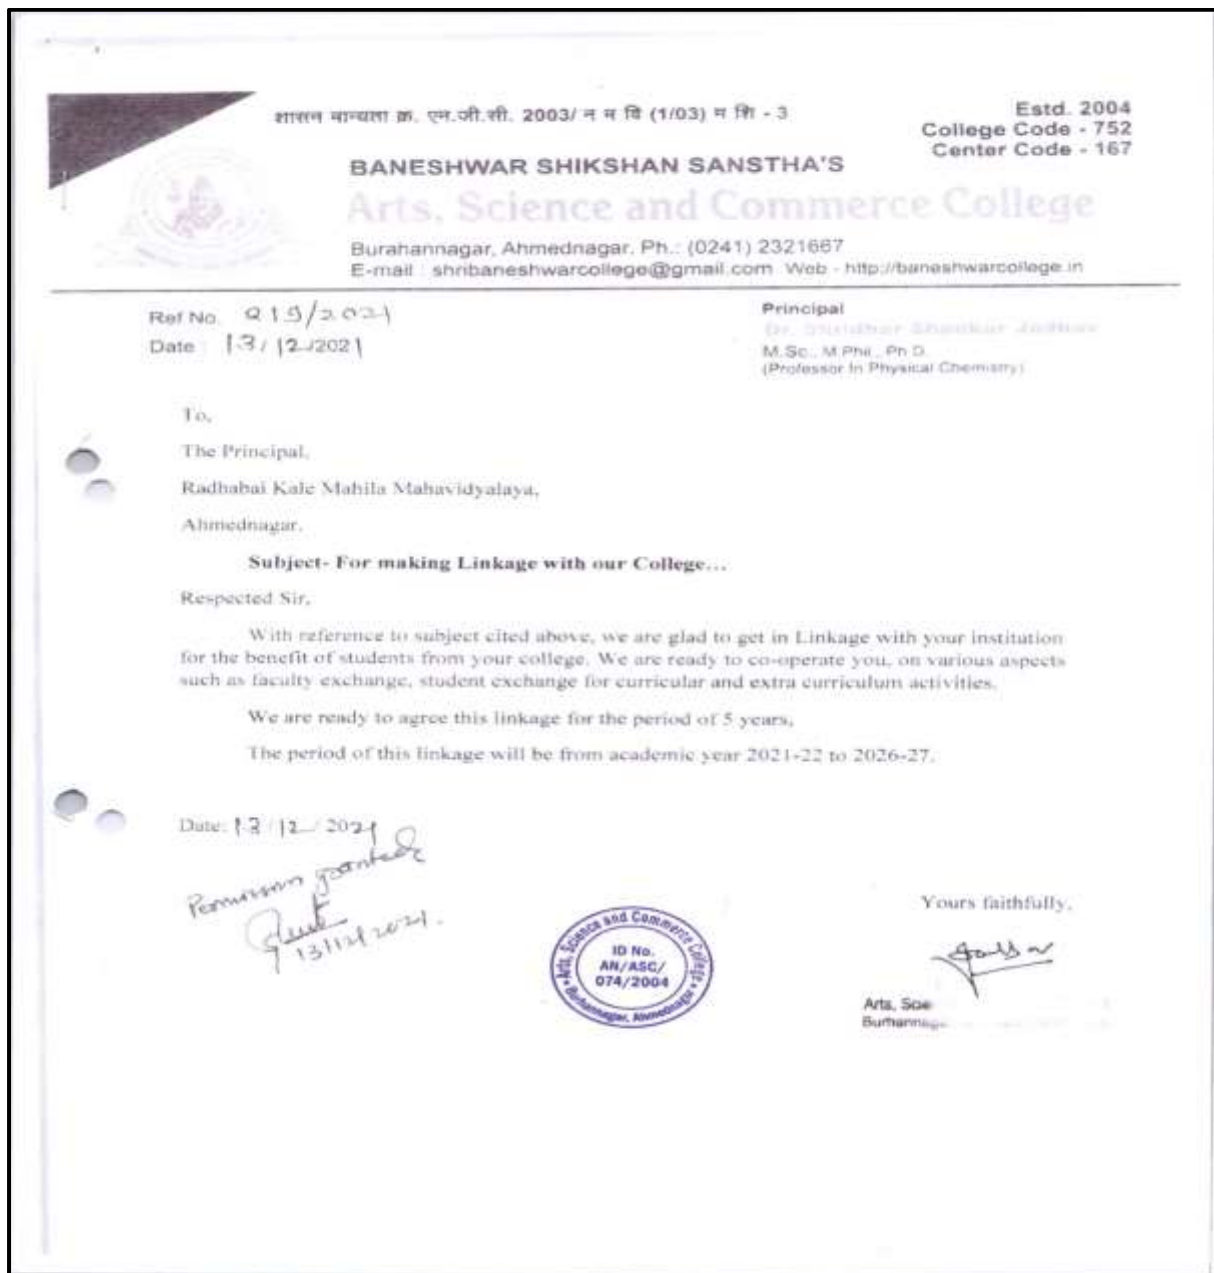 शासन मान्यता क्र. एन.जी.सी. 2003/ न म वि (1/03) म शि - 3
Estd. 2004
College Code - 752
Center Code - 167
BANESHWAR SHIKSHAN SANSTHA'S
Arts, Science and Commerce College
Burahannagar, Ahmednagar. Ph.: (0241) 2321667
E-mail : shribaneshwarcollege@gmail.com Web - http://baneshwarcollege.in
Ref No. 219/2021
Date : 13/12/2021
Principal
Dr. Shridhar Shankar Jadhav
M.Sc., M.Phil., Ph.D.
(Professor In Physical Chemistry)
To,
The Principal,
Radhabai Kale Mahila Mahavidyalaya,
Ahmednagar.
Subject- For making Linkage with our College...
Respected Sir,
With reference to subject cited above, we are glad to get in Linkage with your institution
for the benefit of students from your college. We are ready to co-operate you, on various aspects
such as faculty exchange, student exchange for curricular and extra curriculum activities.
We are ready to agree this linkage for the period of 5 years,
The period of this linkage will be from academic year 2021-22 to 2026-27.
Date: 13/12/2021
Permission granted
13/12/2021.
Yours faithfully,
Arts, Science and Commerce College
ID No.
AN/ASC/
074/2004
Burhannagar, Ahmednagar
Arts, Scie
Burhannaga